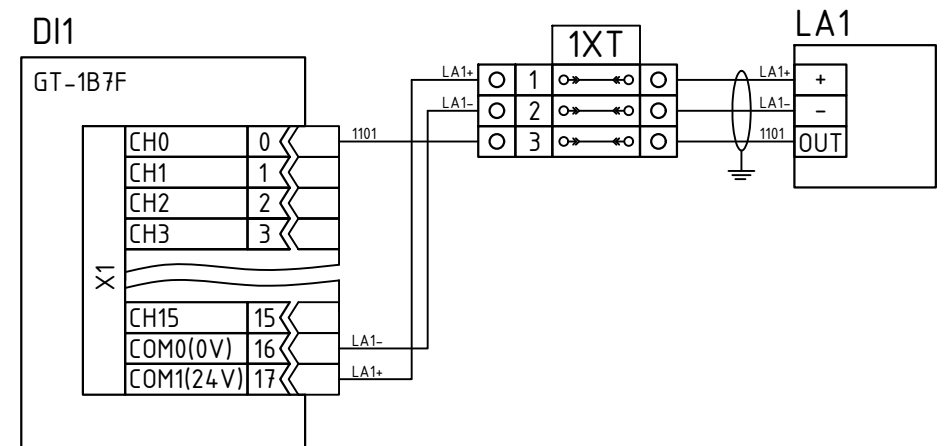 DI1
GT-1B7F
X1
CH0 0 1101
CH1 1
CH2 2
CH3 3
CH15 15
COM0(0V) 16 LA1-
COM1(24V) 17 LA1+
1XT
LA1+ 1 LA1+
LA1- 2 LA1-
3 1101
LA1
+
-
OUT